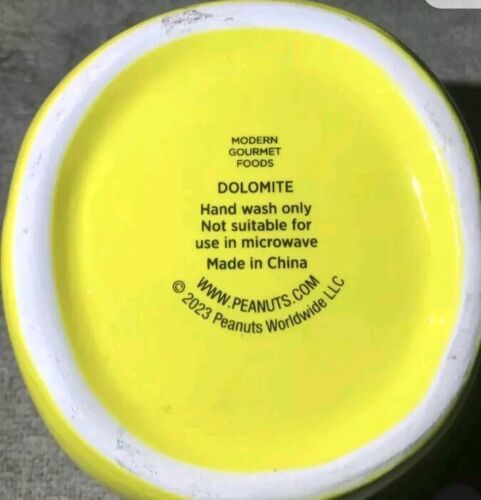 MODERN
GOURMET
FOODS
DOLOMITE
Hand wash only
Not suitable for
use in microwave
Made in China
WWW.PEANUTS.COM
© 2023 Peanuts Worldwide LLC